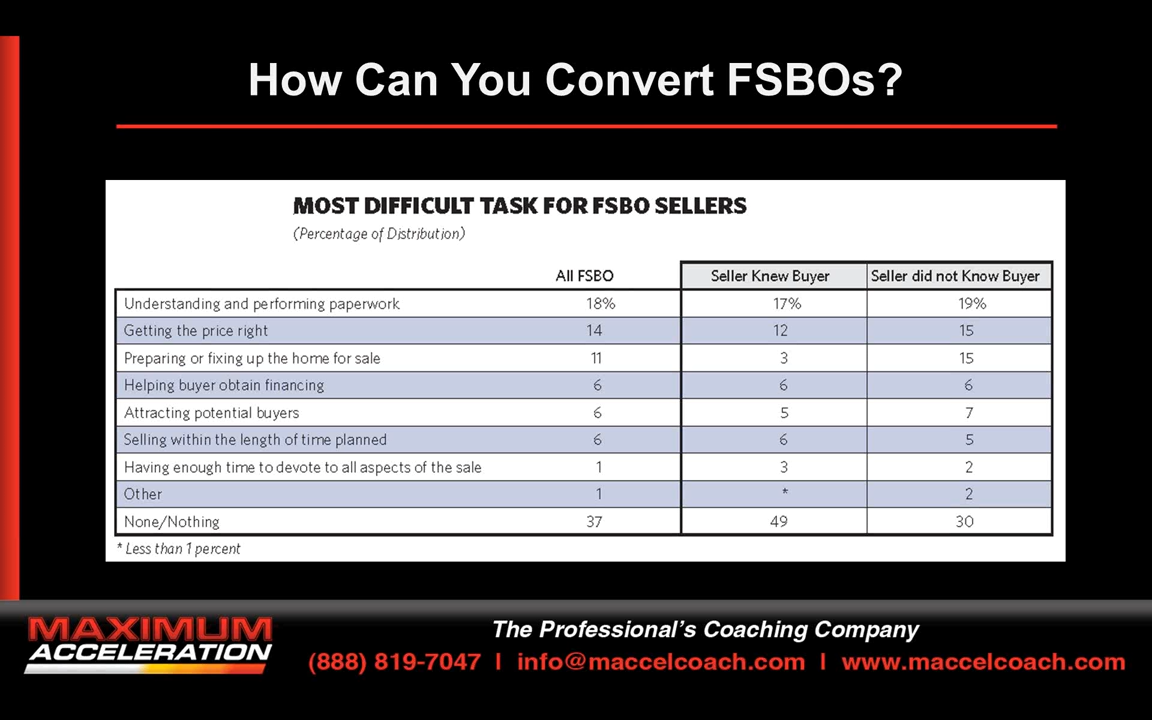 How Can You Convert FSBOs?
MOST DIFFICULT TASK FOR FSBO SELLERS
(Percentage of Distribution)
All FSBO Seller Knew Buyer Seller did not Know Buyer
Understanding and performing paperwork 18% 17% 19%
Getting the price right 14 12 15
Preparing or fixing up the home for sale 11 3 15
Helping buyer obtain financing 6 6 6
Attracting potential buyers 6 5 7
Selling within the length of time planned 6 6 5
Having enough time to devote to all aspects of the sale 1 3 2
Other 1 * 2
None/Nothing 37 49 30
* Less than 1 percent
MAXIMUM
ACCELERATION
The Professional's Coaching Company
(888) 819-7047 | info@maccelcoach.com | www.maccelcoach.com